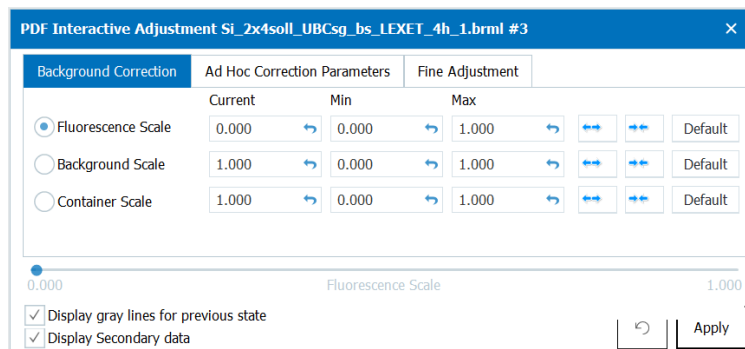 PDF Interactive Adjustment Si_2x4soll_UBCsg_bs_LEXET_4h_1.brml #3
Background Correction Ad Hoc Correction Parameters Fine Adjustment
Current Min Max
Fluorescence Scale 0.000 0.000 1.000 Default
Background Scale 1.000 0.000 1.000 Default
Container Scale 1.000 0.000 1.000 Default
0.000 Fluorescence Scale 1.000
Display gray lines for previous state
Display Secondary data
Apply